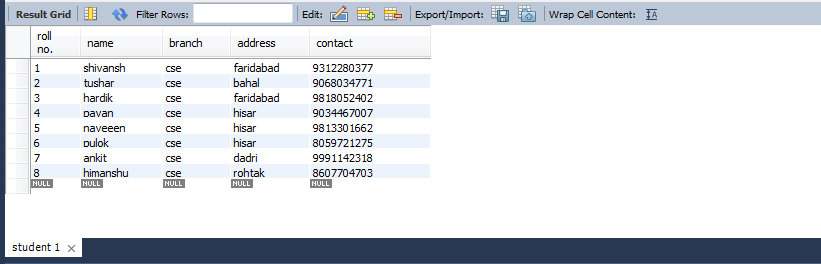 Result Grid Filter Rows: Edit: Export/Import: Wrap Cell Content: IA
roll no. name branch address contact
1 shivansh cse faridabad 9312280377
2 tushar cse bahal 9068034771
3 hardik cse faridabad 9818052402
4 pavan cse hisar 9034467007
5 naveeen cse hisar 9813301662
6 pulok cse hisar 8059721275
7 ankit cse dadri 9991142318
8 himanshu cse rohtak 8607704703
NULL NULL NULL NULL NULL
student 1